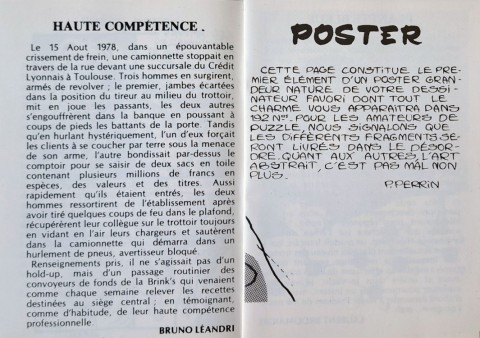 HAUTE COMPÉTENCE.
Le 15 Aout 1978, dans un épouvantable
crissement de frein, une camionnette stoppait en
travers de la rue devant une succursale du Crédit
Lyonnais à Toulouse. Trois hommes en surgirent,
armés de revolver ; le premier, jambes écartées
dans la position du tireur au milieu du trottoir,
mit en joue les passants, les deux autres
s'engouffrèrent dans la banque en poussant à
coups de pieds les battants de la porte. Tandis
qu'en hurlant hystériquement, l'un d'eux forçait
les clients à se coucher par terre sous la menace
de son arme, l'autre bondissait par-dessus le
comptoir pour se saisir de deux sacs en toile
contenant plusieurs millions de francs en
espèces, des valeurs et des titres. Aussi
rapidement qu'ils étaient entrés, les deux
hommes ressortirent de l'établissement après
avoir tiré quelques coups de feu dans le plafond,
récupérèrent leur collègue sur le trottoir toujours
en vidant en l'air leurs chargeurs et sautèrent
dans la camionnette qui démarra dans un
hurlement de pneus, avertisseur bloqué.
Renseignements pris, il ne s'agissait pas d'un
hold-up, mais d'un passage routinier des
convoyeurs de fonds de la Brink's qui venaient
comme chaque semaine relever les recettes
destinées au siège central ; en témoignant,
comme d'habitude, de leur haute compétence
professionnelle.
BRUNO LÉANDRI
POSTER
CETTE PAGE CONSTITUE LE PRE-
MIER ÉLÉMENT D'UN POSTER GRAN-
DEUR NATURE DE VOTRE DESSI-
NATEUR FAVORI DONT TOUT LE
CHARME VOUS APPARAITRA DANS
192 Nos. POUR LES AMATEURS DE
PUZZLE, NOUS SIGNALONS QUE
LES DIFFÉRENTS FRAGMENTS SE-
RONT LIVRÉS DANS LE DÉSOR-
DRE. QUANT AUX AUTRES, L'ART
ABSTRAIT, C'EST PAS MAL NON
PLUS.
P. PERRIN